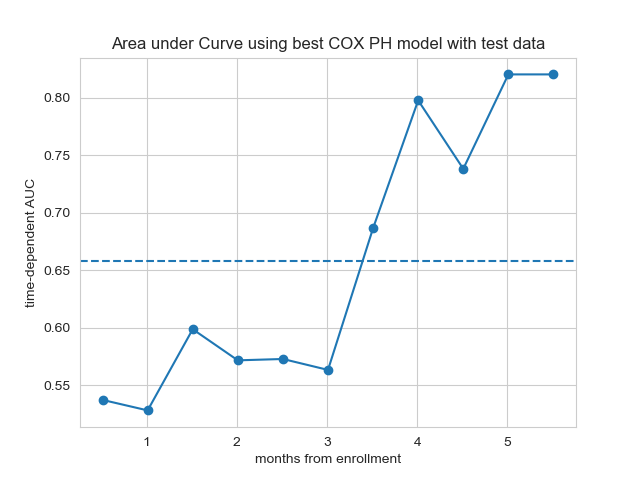 Area under Curve using best COX PH model with test data
time-dependent AUC
0.80
0.75
0.70
0.65
0.60
0.55
1 2 3 4 5
months from enrollment